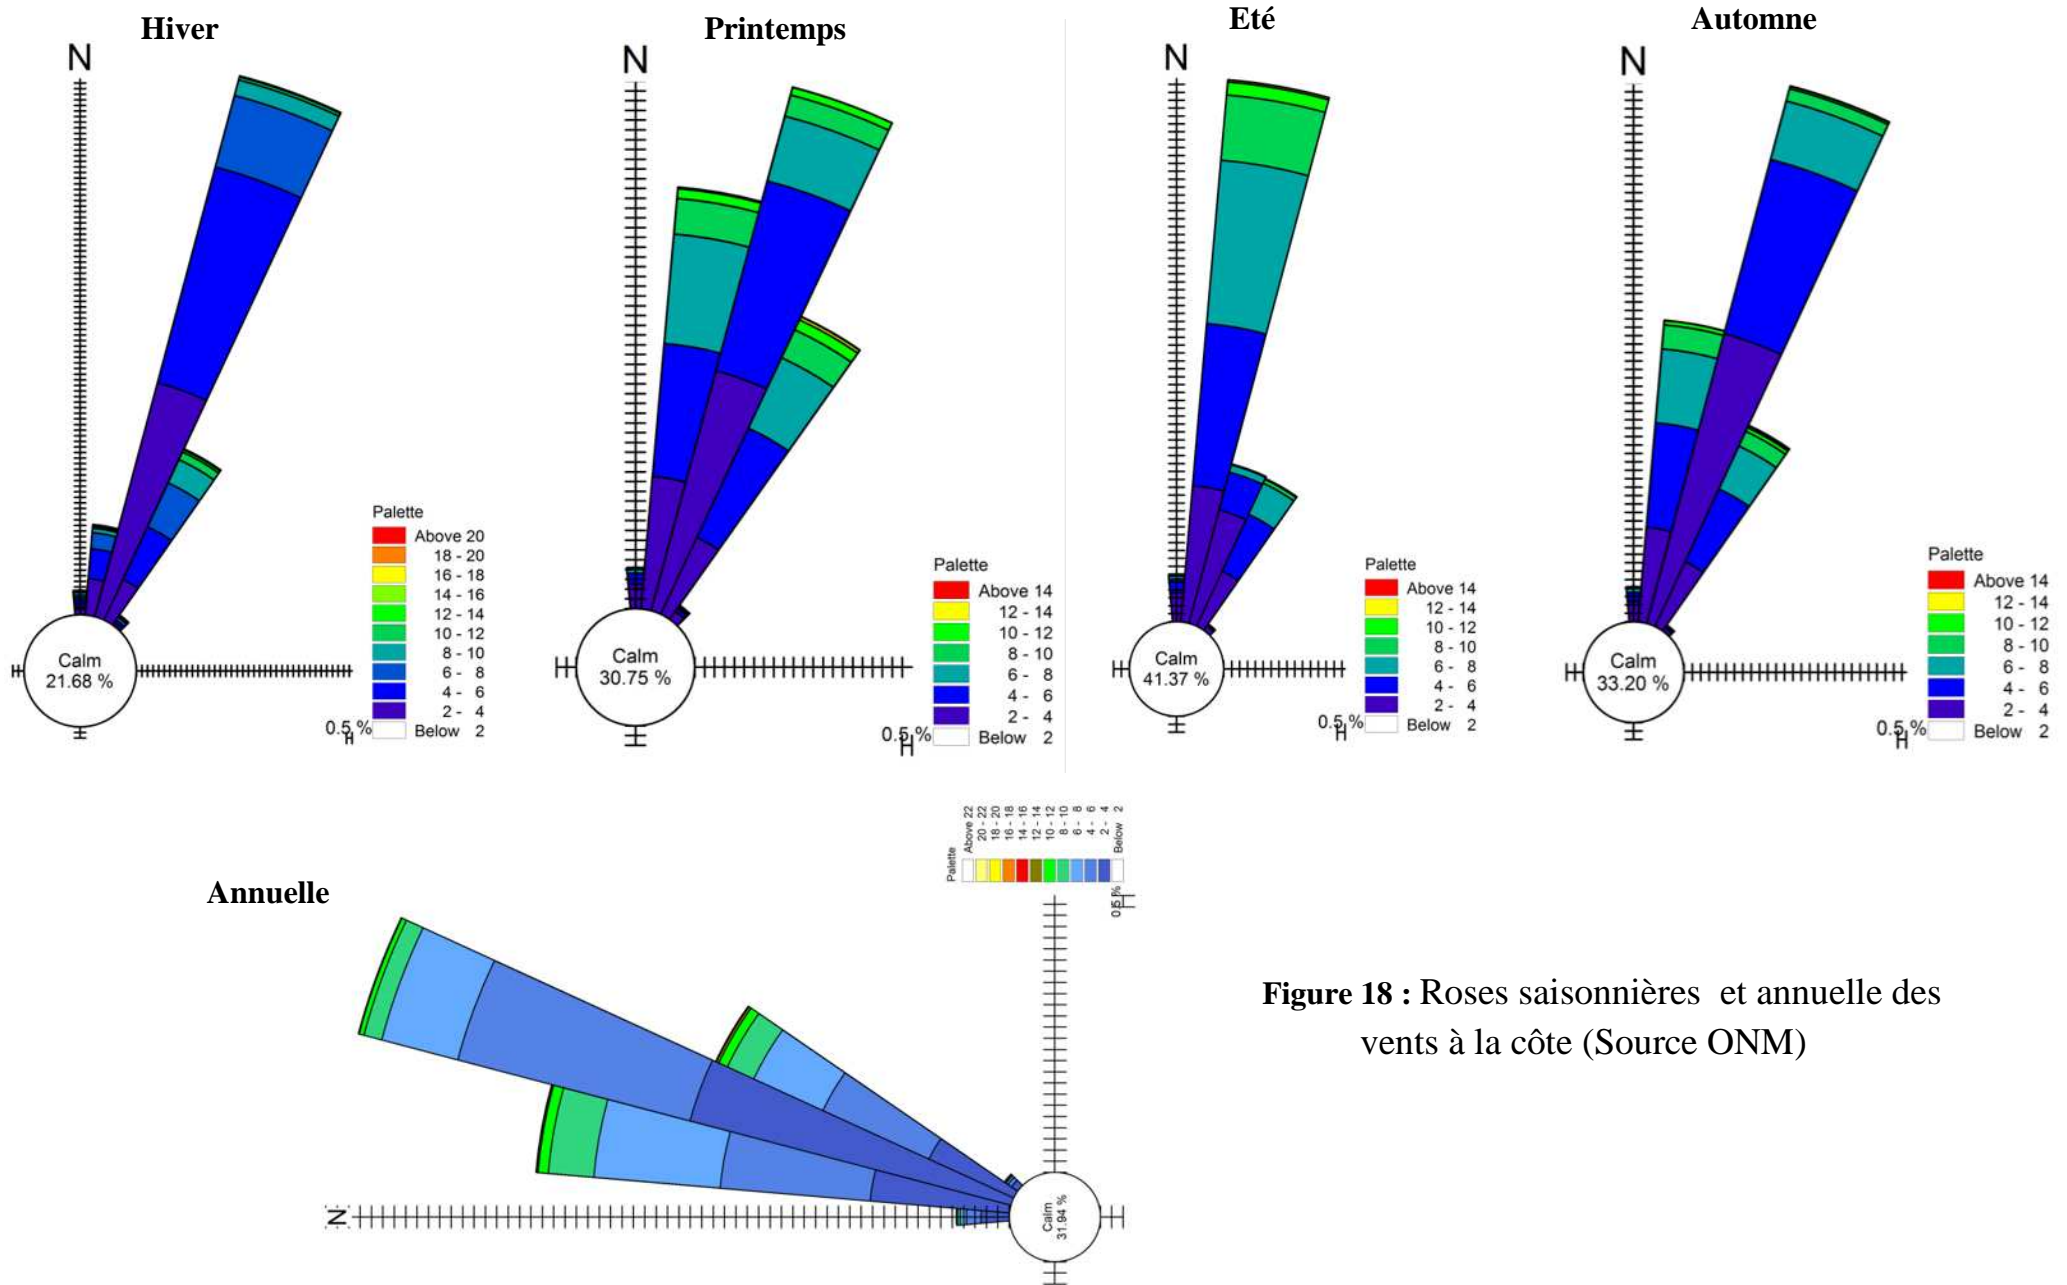 Hiver
N
Calm
21.68 %
0.5 %
Palette
Above 20
18 - 20
16 - 18
14 - 16
12 - 14
10 - 12
8 - 10
6 - 8
4 - 6
2 - 4
Below 2
Printemps
N
Calm
30.75 %
0.5 %
Palette
Above 14
12 - 14
10 - 12
8 - 10
6 - 8
4 - 6
2 - 4
Below 2
Eté
N
Calm
41.37 %
0.5 %
Palette
Above 14
12 - 14
10 - 12
8 - 10
6 - 8
4 - 6
2 - 4
Below 2
Automne
N
Calm
33.20 %
0.5 %
Palette
Above 14
12 - 14
10 - 12
8 - 10
6 - 8
4 - 6
2 - 4
Below 2
Annuelle
N
Calm
31.94 %
Palette
Above 22
20 - 22
18 - 20
16 - 18
14 - 16
12 - 14
10 - 12
8 - 10
6 - 8
4 - 6
2 - 4
Below 2
0.5 %
Figure 18 : Roses saisonnières et annuelle des
vents à la côte (Source ONM)